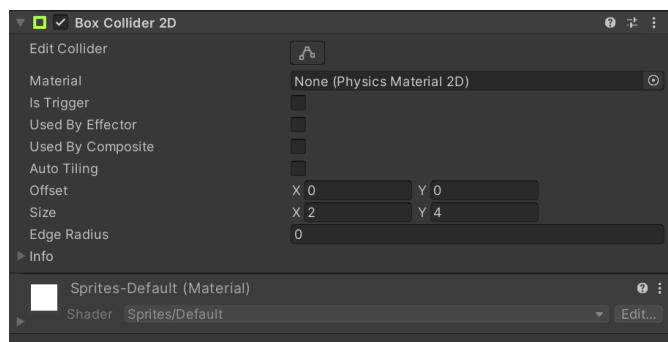 Box Collider 2D
Edit Collider
Material None (Physics Material 2D)
Is Trigger
Used By Effector
Used By Composite
Auto Tiling
Offset X 0 Y 0
Size X 2 Y 4
Edge Radius 0
Info
Sprites-Default (Material)
Shader Sprites/Default Edit...